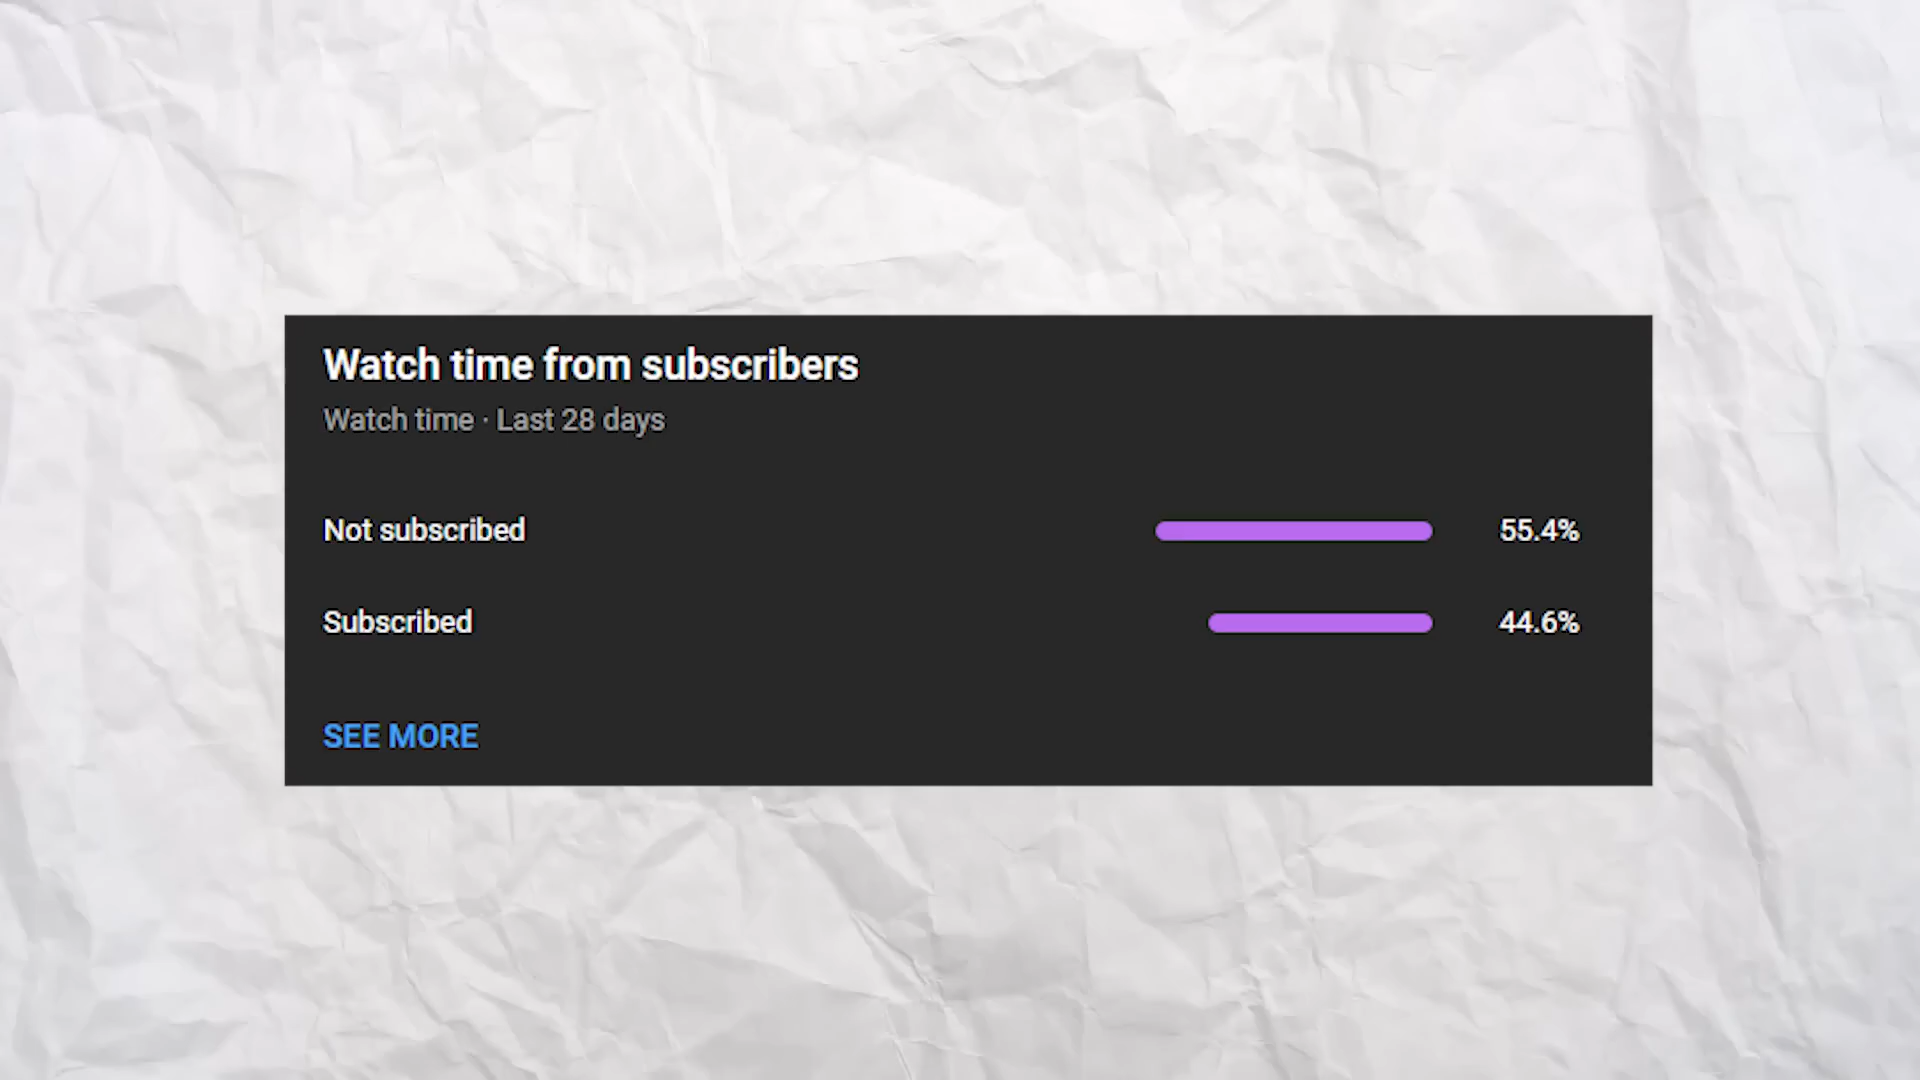 Watch time from subscribers
Watch time · Last 28 days
Not subscribed 55.4%
Subscribed 44.6%
SEE MORE